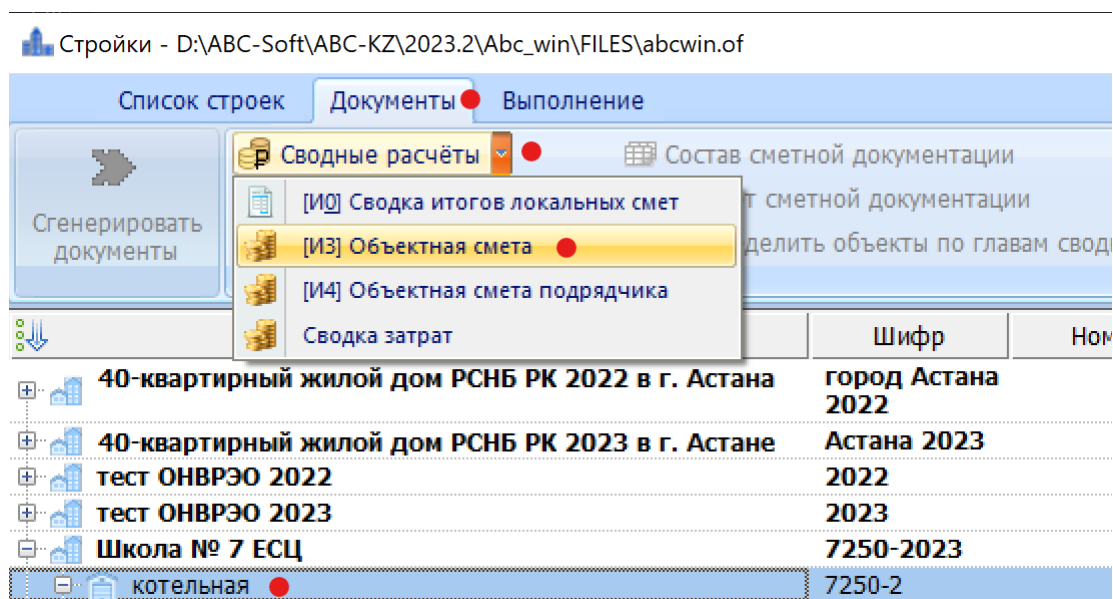 Стройки - D:\ABC-Soft\ABC-KZ\2023.2\Abc_win\FILES\abcwin.of
Список строек Документы Выполнение
Сводные расчёты Состав сметной документации
[И0] Сводка итогов локальных смет т сметной документации
Сгенерировать документы
[И3] Объектная смета делить объекты по главам свод
[И4] Объектная смета подрядчика
Сводка затрат
Шифр Ном
40-квартирный жилой дом РСНБ РК 2022 в г. Астана город Астана 2022
40-квартирный жилой дом РСНБ РК 2023 в г. Астане Астана 2023
тест ОНВРЭО 2022 2022
тест ОНВРЭО 2023 2023
Школа № 7 ЕСЦ 7250-2023
котельная 7250-2